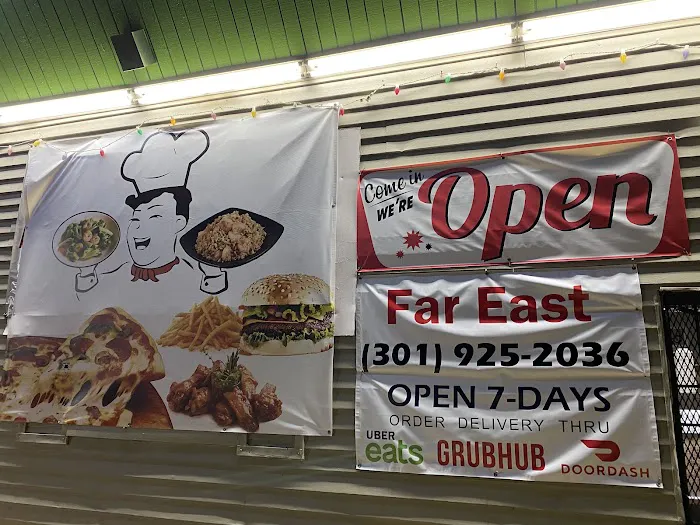 Come in
WE'RE
Open
Far East
(301) 925-2036
OPEN 7-DAYS
ORDER DELIVERY THRU
UBER
eats
GRUBHUB
DOORDASH